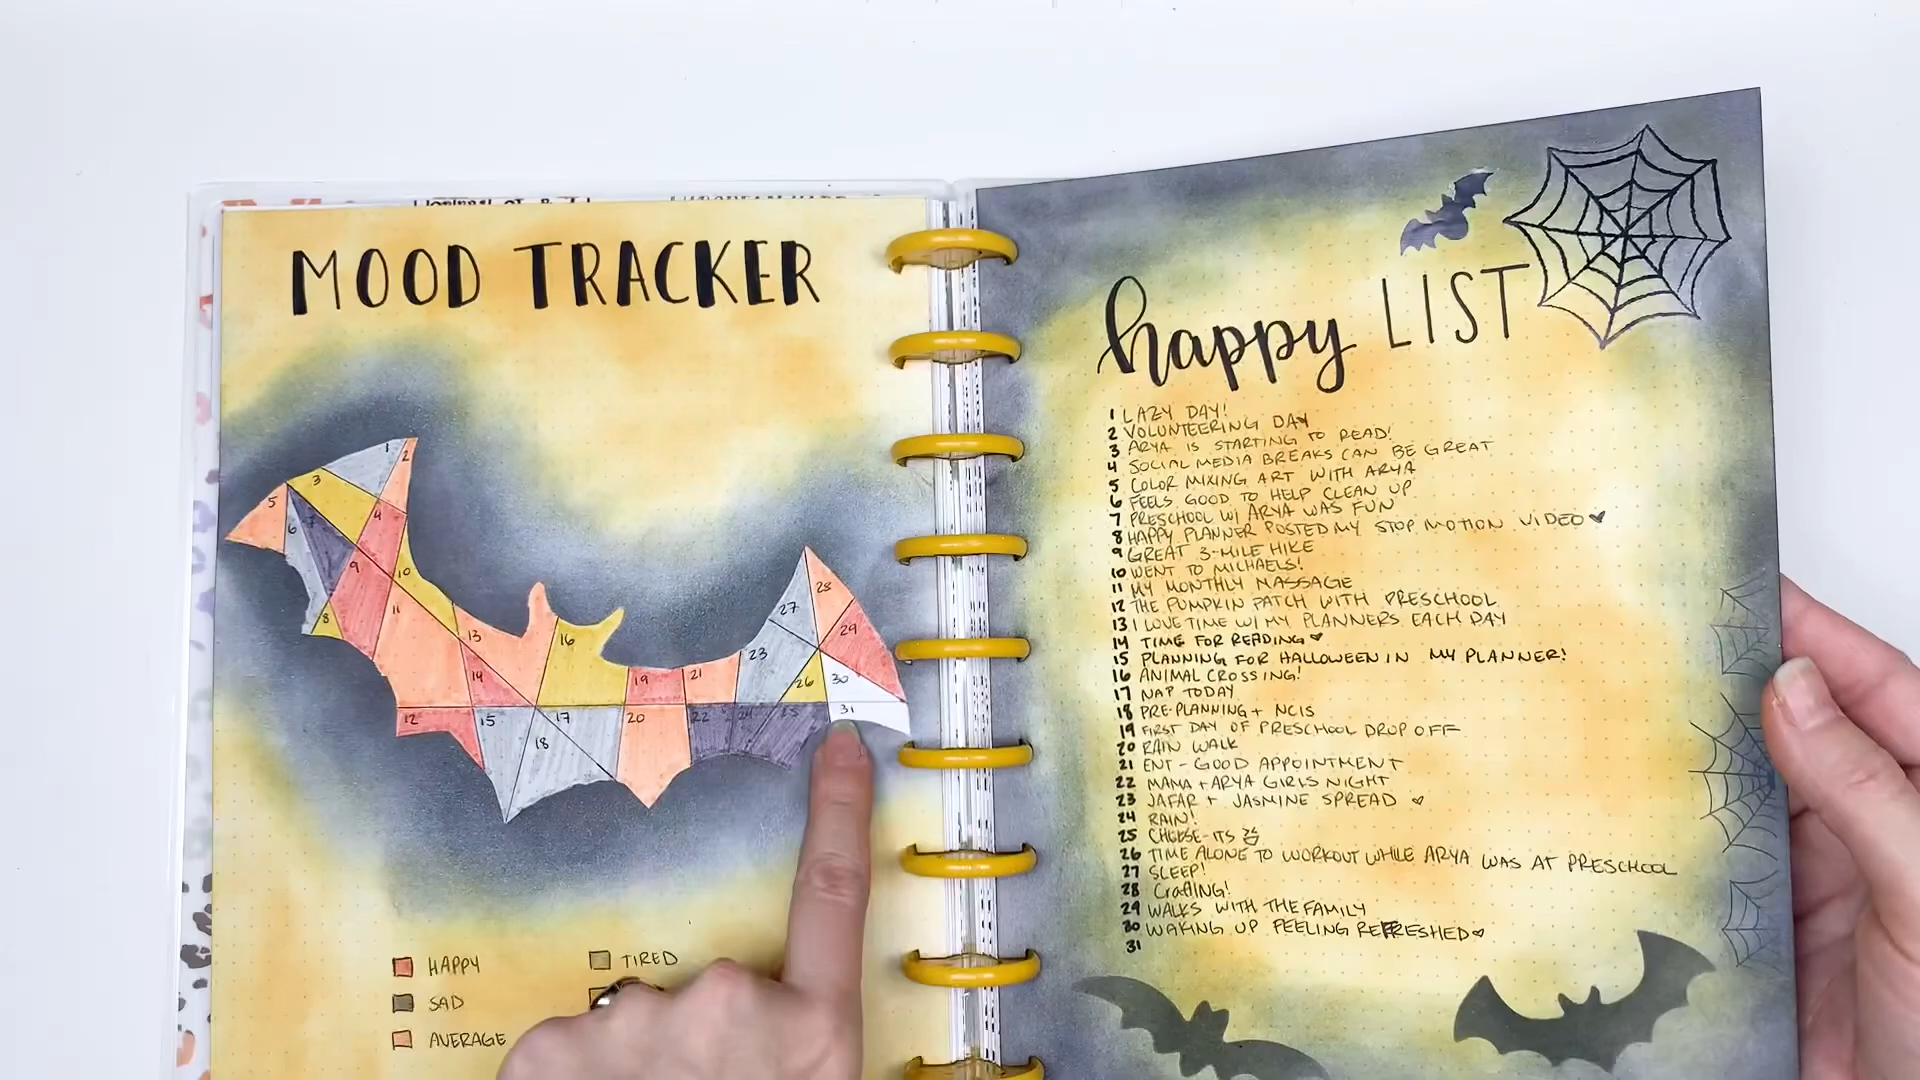 MOOD TRACKER
1
2
3
4
5
6
7
8
9
10
11
12
13
14
15
16
17
18
19
20
21
22
23
24
25
26
27
28
29
30
31
HAPPY
SAD
AVERAGE
TIRED
happy LIST
1 LAZY DAY!
2 VOLUNTEERING DAY
3 ARYA IS STARTING TO READ!
4 SOCIAL MEDIA BREAKS CAN BE GREAT
5 COLOR MIXING ART WITH ARYA
6 FEELS GOOD TO HELP CLEAN UP
7 PRESCHOOL W/ ARYA WAS FUN
8 HAPPY PLANNER POSTED MY STOP MOTION VIDEO ♥
9 GREAT 3-MILE HIKE
10 WENT TO MICHAELS!
11 MY MONTHLY MASSAGE
12 THE PUMPKIN PATCH WITH PRESCHOOL
13 I LOVE TIME W/ MY PLANNERS EACH DAY
14 TIME FOR READING ♥
15 PLANNING FOR HALLOWEEN IN MY PLANNER!
16 ANIMAL CROSSING!
17 NAP TODAY
18 PRE-PLANNING + NCIS
19 FIRST DAY OF PRESCHOOL DROP OFF
20 RAIN WALK
21 ENT - GOOD APPOINTMENT
22 MAMA + ARYA GIRLS NIGHT
23 JAFAR + JASMINE SPREAD ♡
24 RAIN!
25 CHEESE-ITS
26 TIME ALONE TO WORKOUT WHILE ARYA WAS AT PRESCHOOL
27 SLEEP!
28 CrafING!
29 WALKS WITH THE FAMILY
30 WAKING UP FEELING REFRESHED ♡
31